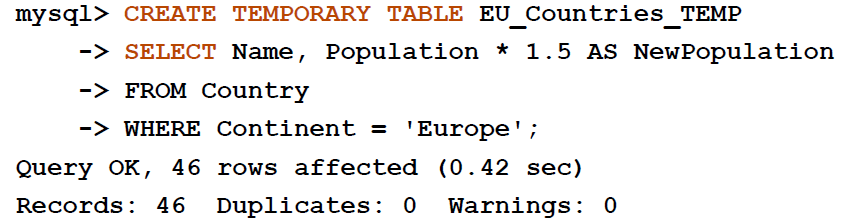 mysql> CREATE TEMPORARY TABLE EU_Countries_TEMP
-> SELECT Name, Population * 1.5 AS NewPopulation
-> FROM Country
-> WHERE Continent = 'Europe';
Query OK, 46 rows affected (0.42 sec)
Records: 46  Duplicates: 0  Warnings: 0